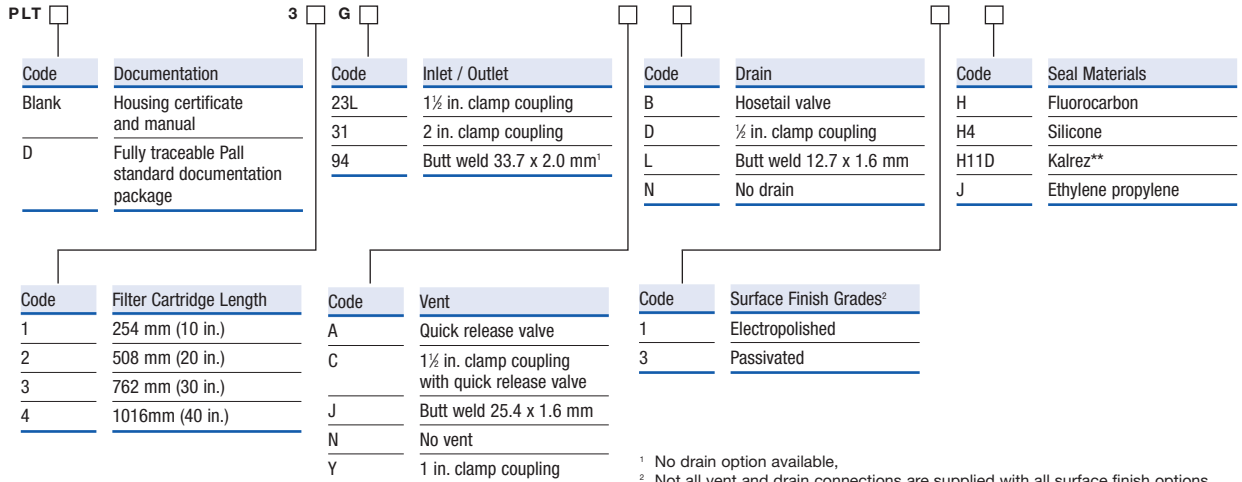 PLT 3 G
Code Documentation
Blank Housing certificate
and manual
D Fully traceable Pall
standard documentation
package
Code Inlet / Outlet
23L 1½ in. clamp coupling
31 2 in. clamp coupling
94 Butt weld 33.7 x 2.0 mm¹
Code Drain
B Hosetail valve
D ½ in. clamp coupling
L Butt weld 12.7 x 1.6 mm
N No drain
Code Seal Materials
H Fluorocarbon
H4 Silicone
H11D Kalrez**
J Ethylene propylene
Code Filter Cartridge Length
1 254 mm (10 in.)
2 508 mm (20 in.)
3 762 mm (30 in.)
4 1016mm (40 in.)
Code Vent
A Quick release valve
C 1½ in. clamp coupling
with quick release valve
J Butt weld 25.4 x 1.6 mm
N No vent
Y 1 in. clamp coupling
Code Surface Finish Grades²
1 Electropolished
3 Passivated
¹ No drain option available,
² Not all vent and drain connections are supplied with all surface finish options